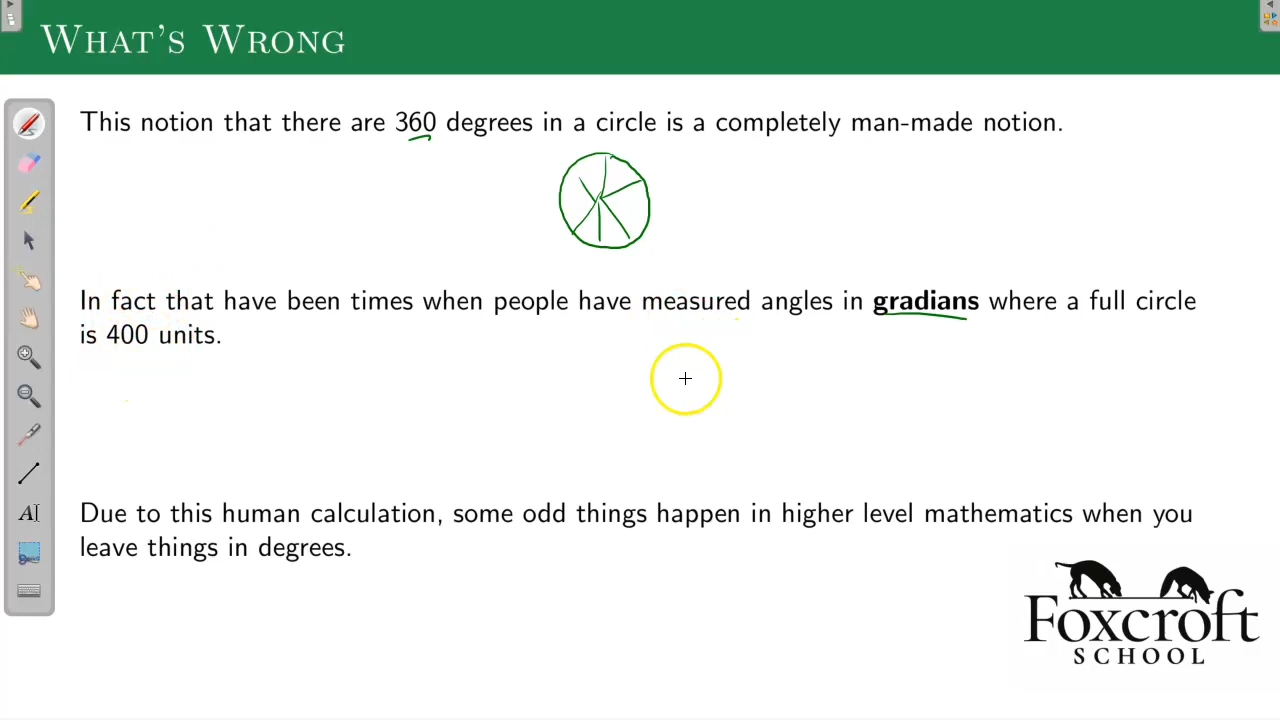 What's Wrong
This notion that there are 360 degrees in a circle is a completely man-made notion.
In fact that have been times when people have measured angles in gradians where a full circle
is 400 units.
Due to this human calculation, some odd things happen in higher level mathematics when you
leave things in degrees.
Foxcroft
SCHOOL